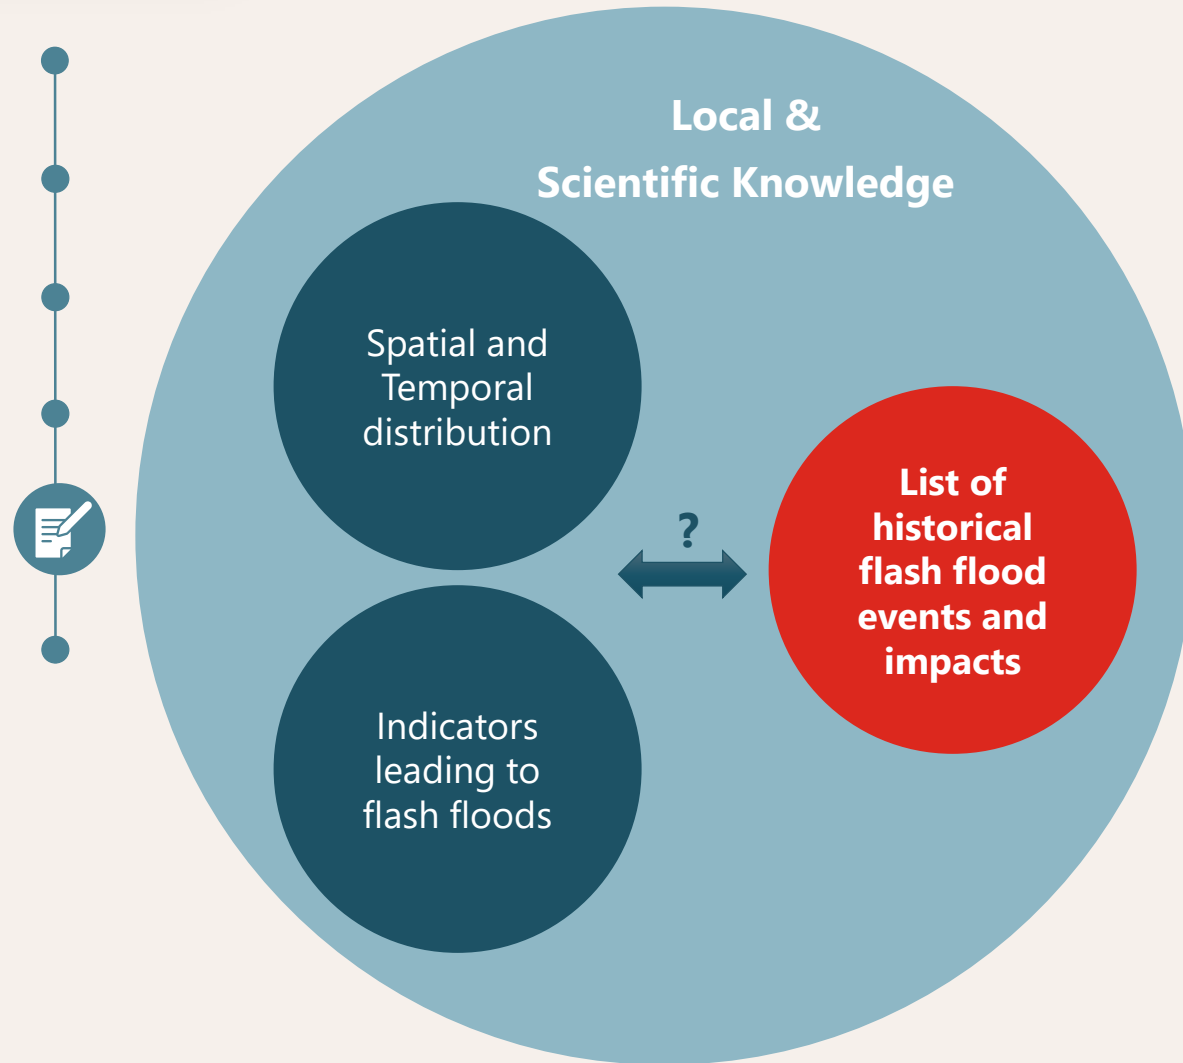 Local &
Scientific Knowledge
Spatial and
Temporal
distribution
?
List of
historical
flash flood
events and
impacts
Indicators
leading to
flash floods